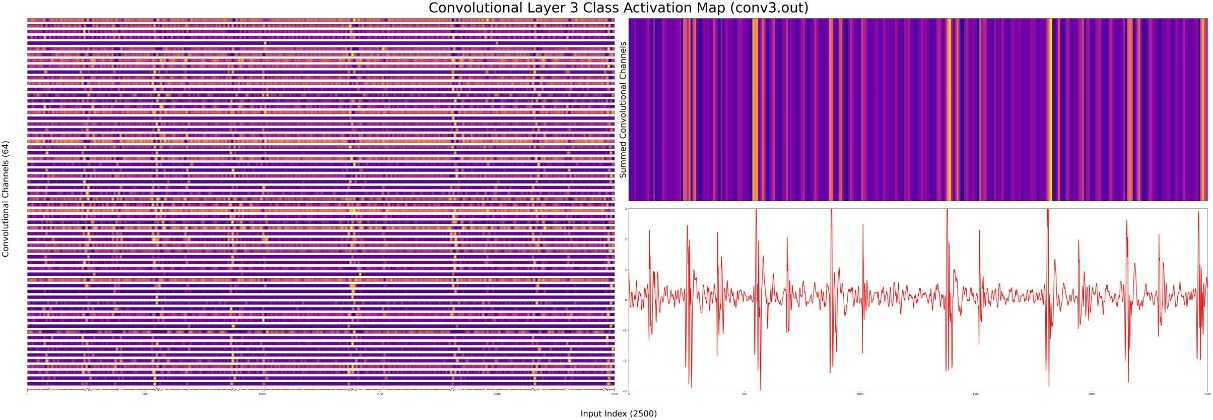 Convolutional Layer 3 Class Activation Map (conv3.out)
Convolutional Channels (64)
Summed Convolutional Channels
Input Index (2500)